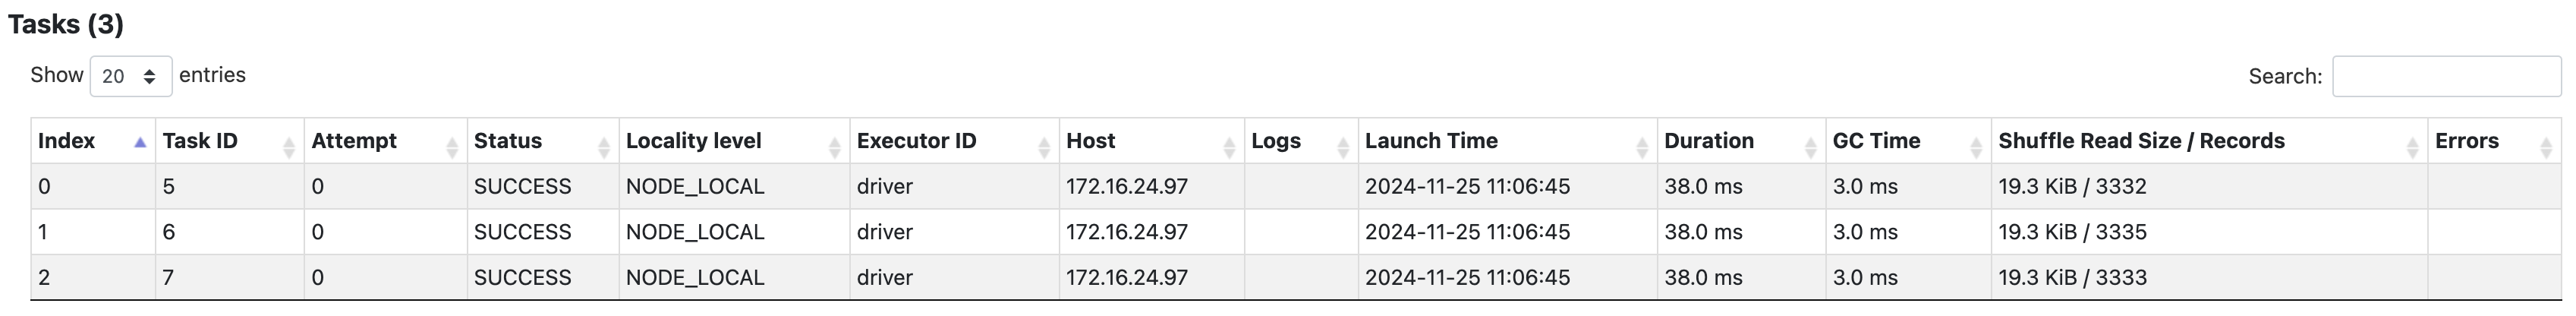 Tasks (3)
Show 20 entries Search:
Index Task ID Attempt Status Locality level Executor ID Host Logs Launch Time Duration GC Time Shuffle Read Size / Records Errors
0 5 0 SUCCESS NODE_LOCAL driver 172.16.24.97 2024-11-25 11:06:45 38.0 ms 3.0 ms 19.3 KiB / 3332
1 6 0 SUCCESS NODE_LOCAL driver 172.16.24.97 2024-11-25 11:06:45 38.0 ms 3.0 ms 19.3 KiB / 3335
2 7 0 SUCCESS NODE_LOCAL driver 172.16.24.97 2024-11-25 11:06:45 38.0 ms 3.0 ms 19.3 KiB / 3333